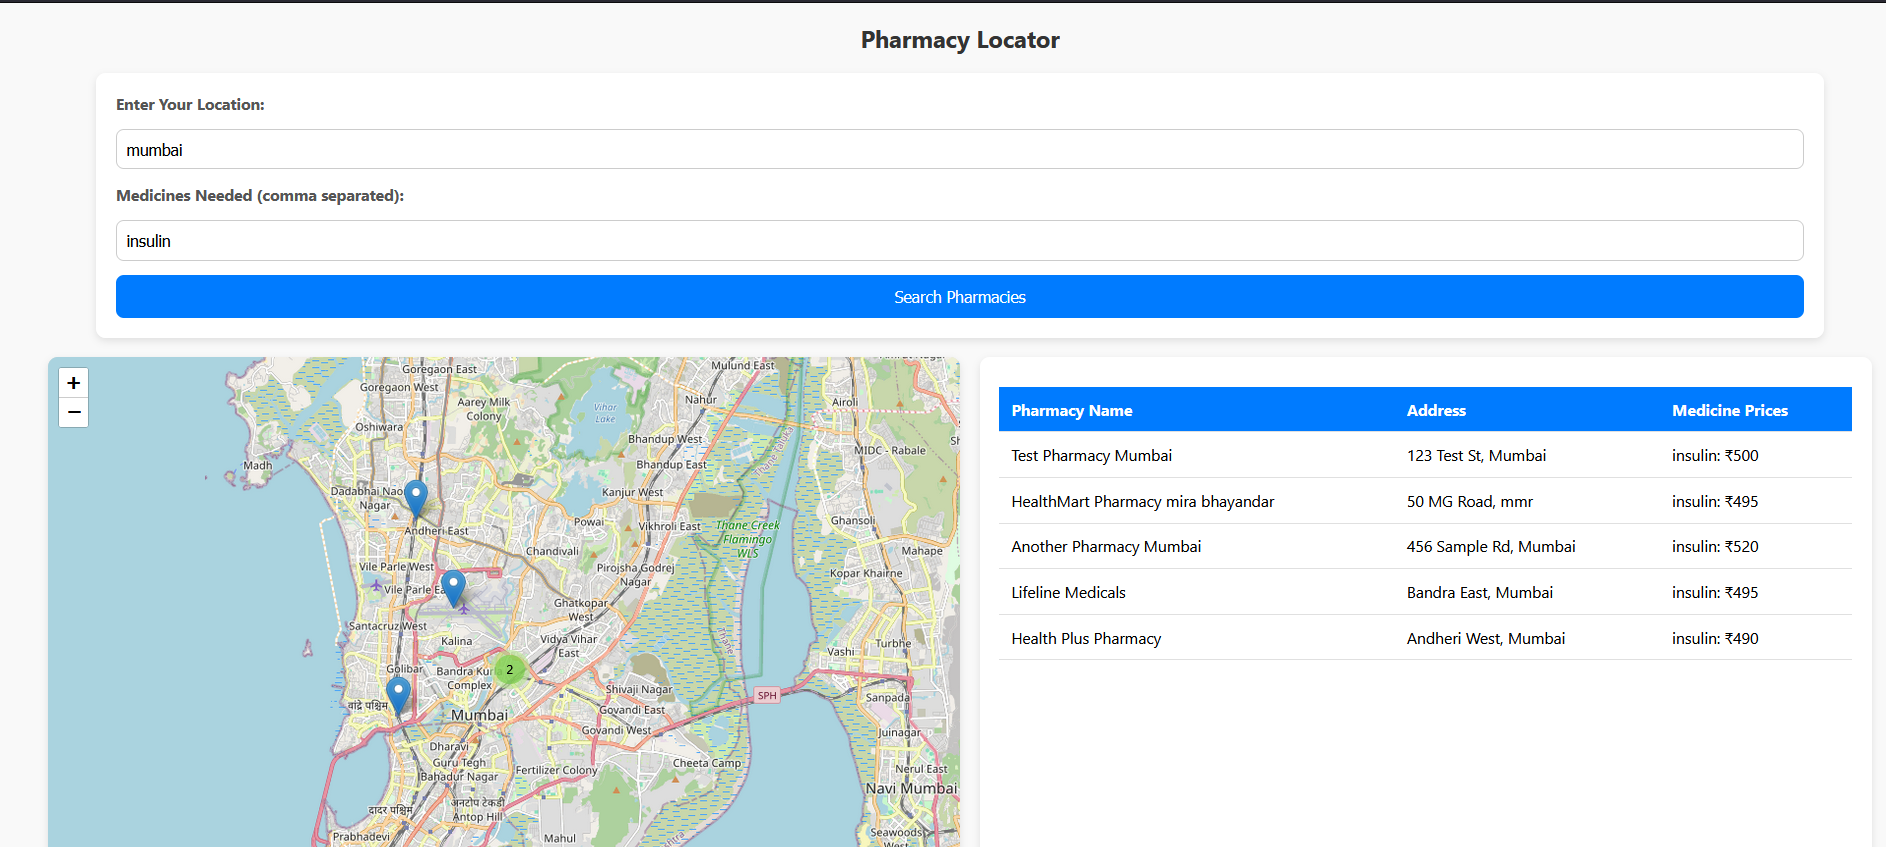 Pharmacy Locator
Enter Your Location:
mumbai
Medicines Needed (comma separated):
insulin
Search Pharmacies
+
−
Goregaon East
Mulund East
Goregaon West
Aarey Milk
Colony
Vihar
Lake
Nahur
Airoli
Oshiwara
Bhandup West
Thane Taluka
MIDC - Rabale
Madh
Bhandup East
Dadabhai Nao
Nagar
Kanjur West
Andheri East
Powai
Vikhroli East
Thane Creek
Flamingo
WLS
Ghansoli
Chandivali
Mahape
Vile Parle West
Pirojsha Godrej
Nagar
Kopar Khairne
Vile Parle Ea
Ghatkopar
West
Santacruz West
Kalina
Vidya Vihar
East
Thane
Turbhe
Vashi
Golibar
Bandra Kurla
Complex
2
Shivaji Nagar
SPH
Sanpada
वांद्रे पश्चिम
Mumbai
Govandi East
Govandi West
Juinagar
Dharavi
Guru Tegh
Bahadur Nagar
Fertilizer Colony
Cheeta Camp
Nerul East
Navi Mumbai
दादर पश्चिम
अनटोप टेकडी
Antop Hill
Prabhadevi
Mahul
Seawoods
West
Pharmacy Name Address Medicine Prices
Test Pharmacy Mumbai 123 Test St, Mumbai insulin: ₹500
HealthMart Pharmacy mira bhayandar 50 MG Road, mmr insulin: ₹495
Another Pharmacy Mumbai 456 Sample Rd, Mumbai insulin: ₹520
Lifeline Medicals Bandra East, Mumbai insulin: ₹495
Health Plus Pharmacy Andheri West, Mumbai insulin: ₹490